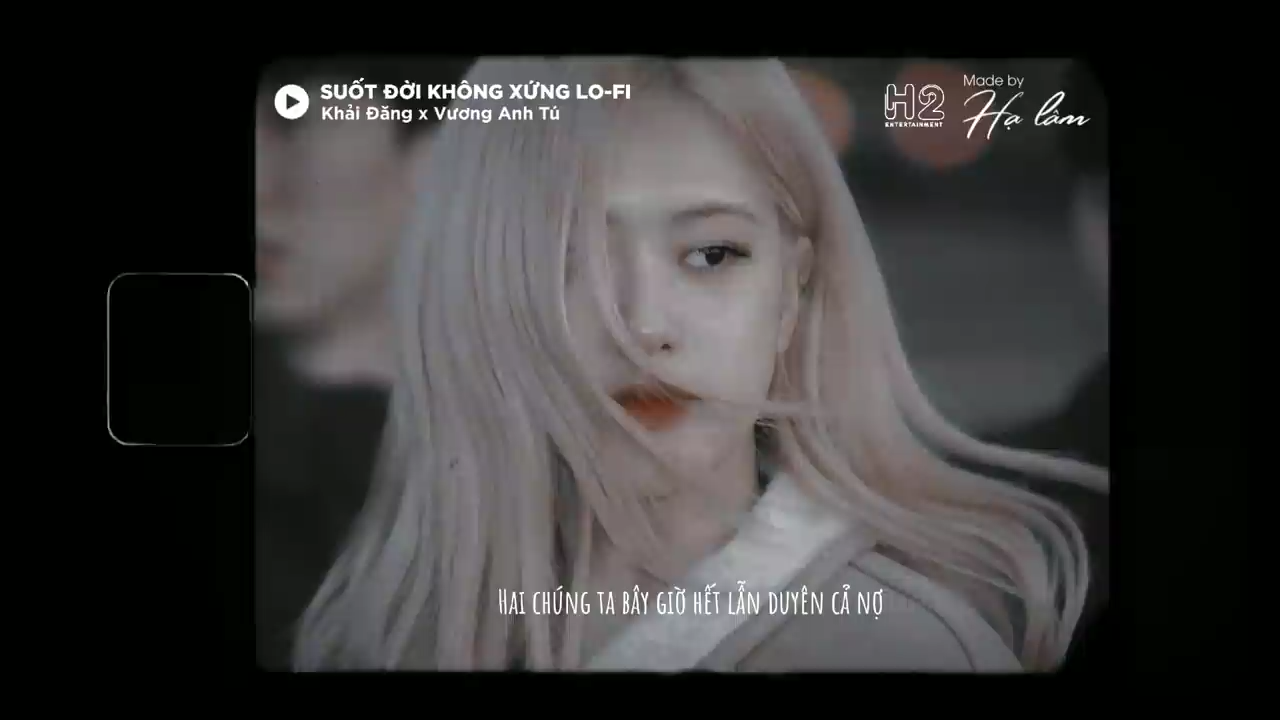 SUỐT ĐỜI KHÔNG XỨNG LO-FI
Khải Đăng x Vương Anh Tú
H2
ENTERTAINMENT
Made by
Hạ lâm
HAI CHÚNG TA BÂY GIỜ HẾT LẪN DUYÊN CẢ NỢ